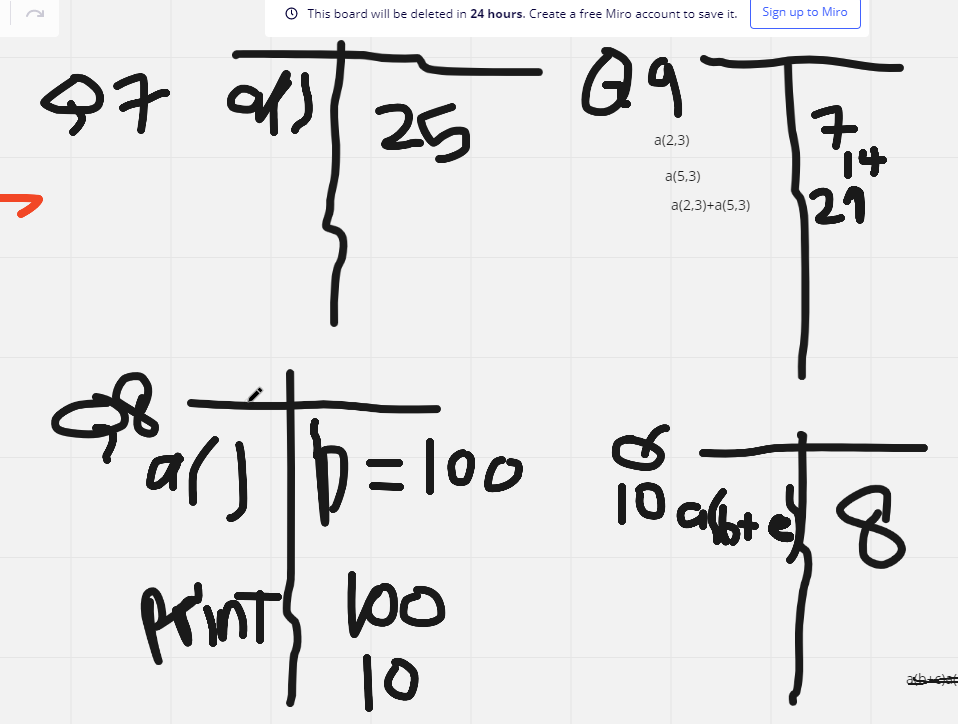 This board will be deleted in 24 hours. Create a free Miro account to save it.
Sign up to Miro
Q7
a()
25
Q9
a(2,3)
a(5,3)
a(2,3)+a(5,3)
7
14
21
Q8
a()
b=100
print
100
10
Q
10
a(b+c)
8
a(b+c)a(